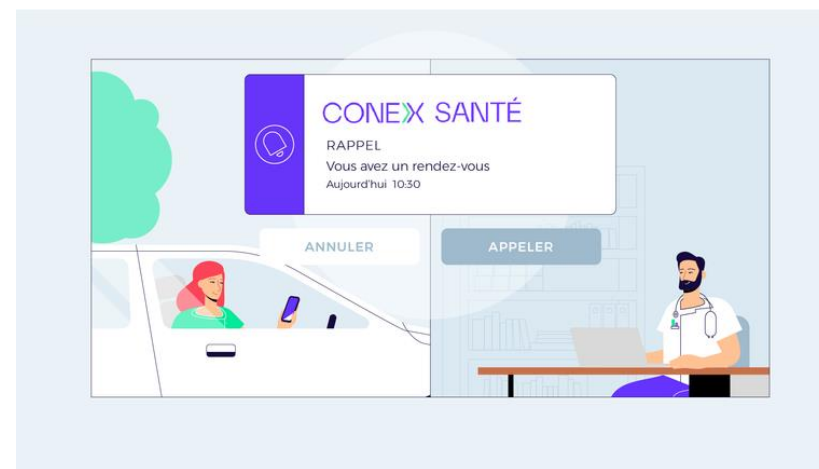 CONEX SANTÉ
RAPPEL
Vous avez un rendez-vous
Aujourd'hui 10:30
ANNULER
APPELER